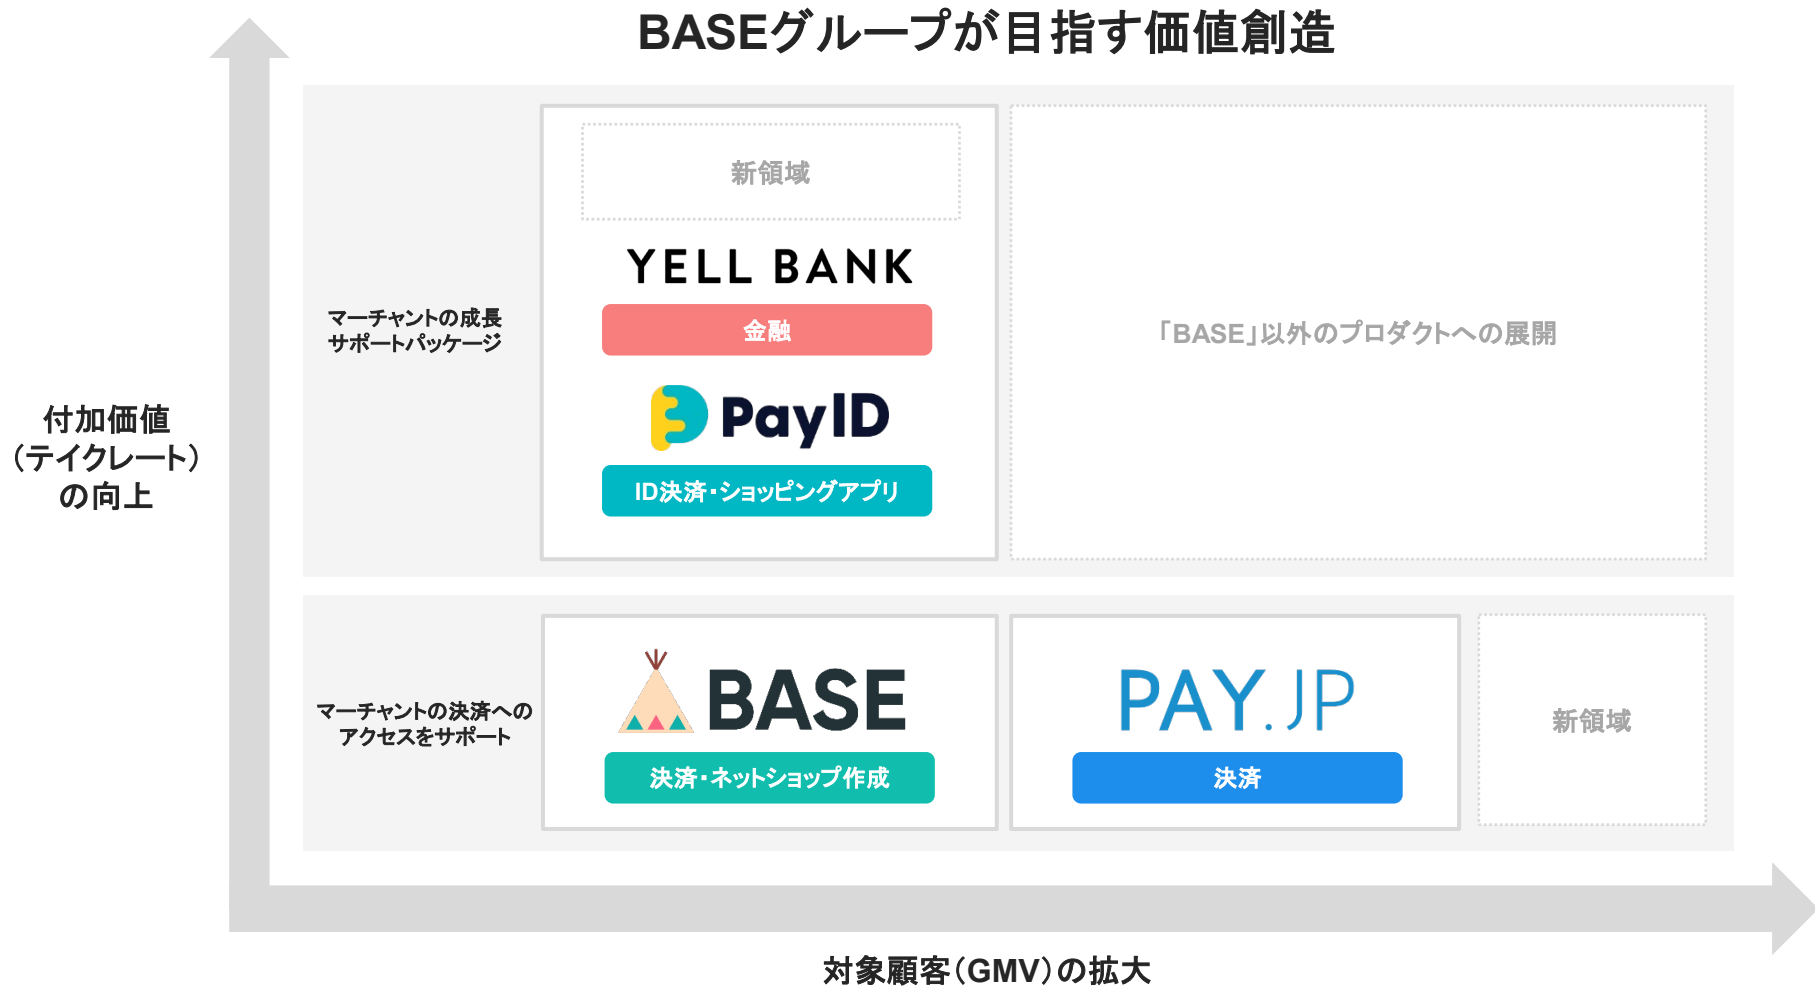 BASEグループが目指す価値創造
付加価値
（テイクレート）
の向上
マーチャントの成長
サポートパッケージ
新領域
YELL BANK
金融
PayID
ID決済・ショッピングアプリ
「BASE」以外のプロダクトへの展開
マーチャントの決済への
アクセスをサポート
BASE
決済・ネットショップ作成
PAY.JP
決済
新領域
対象顧客（GMV）の拡大